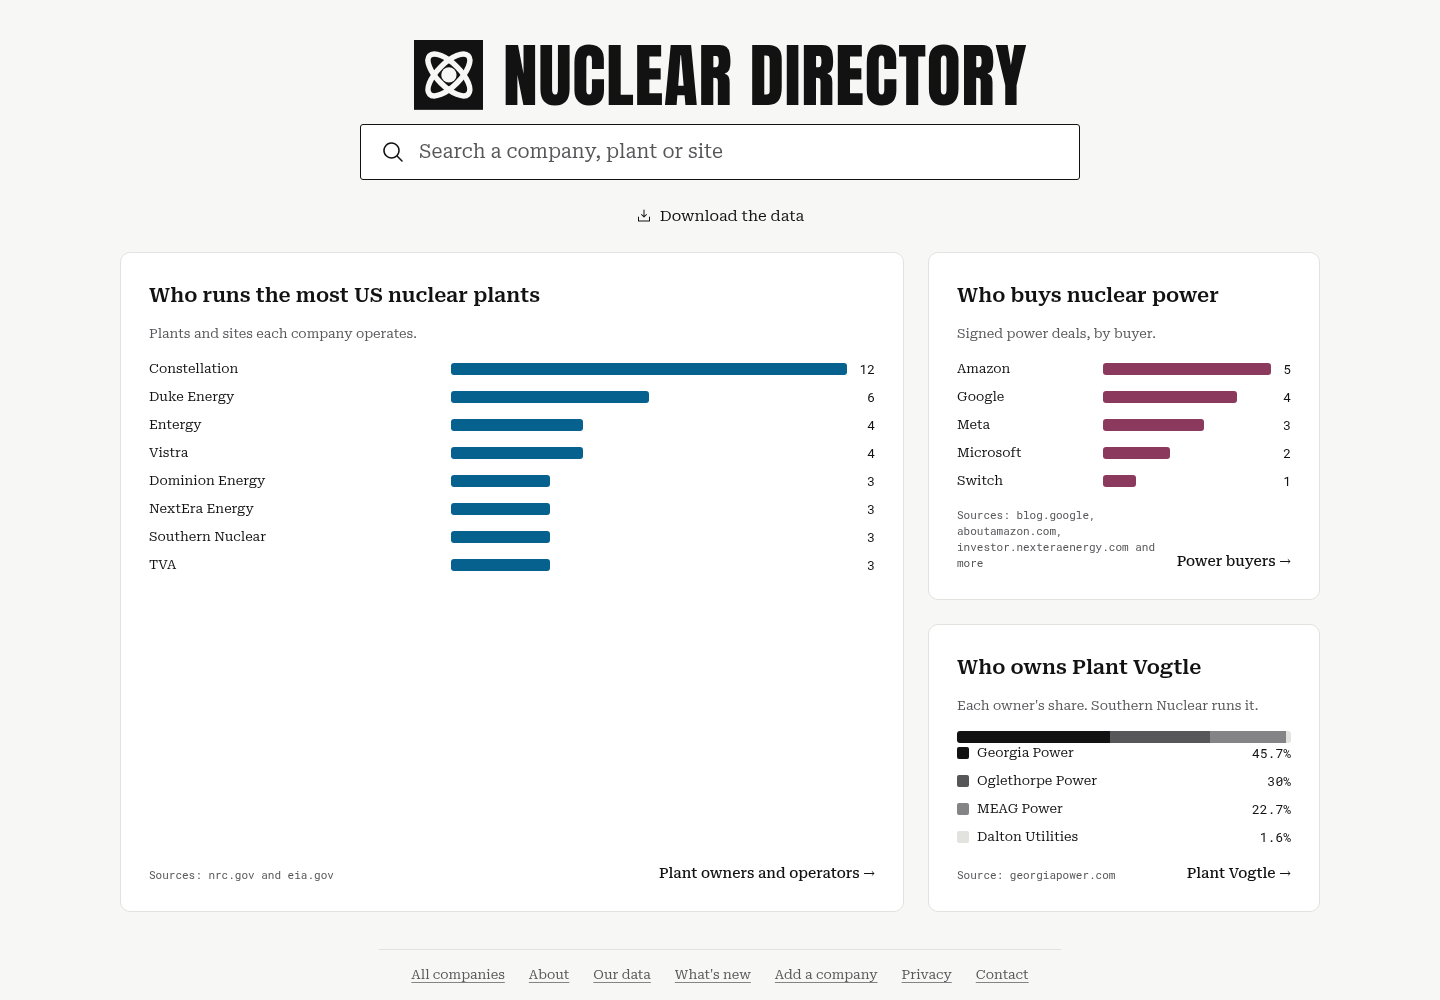 NUCLEAR DIRECTORY
Search a company, plant or site
Download the data
Who runs the most US nuclear plants
Plants and sites each company operates.
Constellation 12
Duke Energy 6
Entergy 4
Vistra 4
Dominion Energy 3
NextEra Energy 3
Southern Nuclear 3
TVA 3
Sources: nrc.gov and eia.gov
Plant owners and operators →
Who buys nuclear power
Signed power deals, by buyer.
Amazon 5
Google 4
Meta 3
Microsoft 2
Switch 1
Sources: blog.google,
aboutamazon.com,
investor.nexteraenergy.com and
more
Power buyers →
Who owns Plant Vogtle
Each owner's share. Southern Nuclear runs it.
Georgia Power 45.7%
Oglethorpe Power 30%
MEAG Power 22.7%
Dalton Utilities 1.6%
Source: georgiapower.com
Plant Vogtle →
All companies About Our data What's new Add a company Privacy Contact